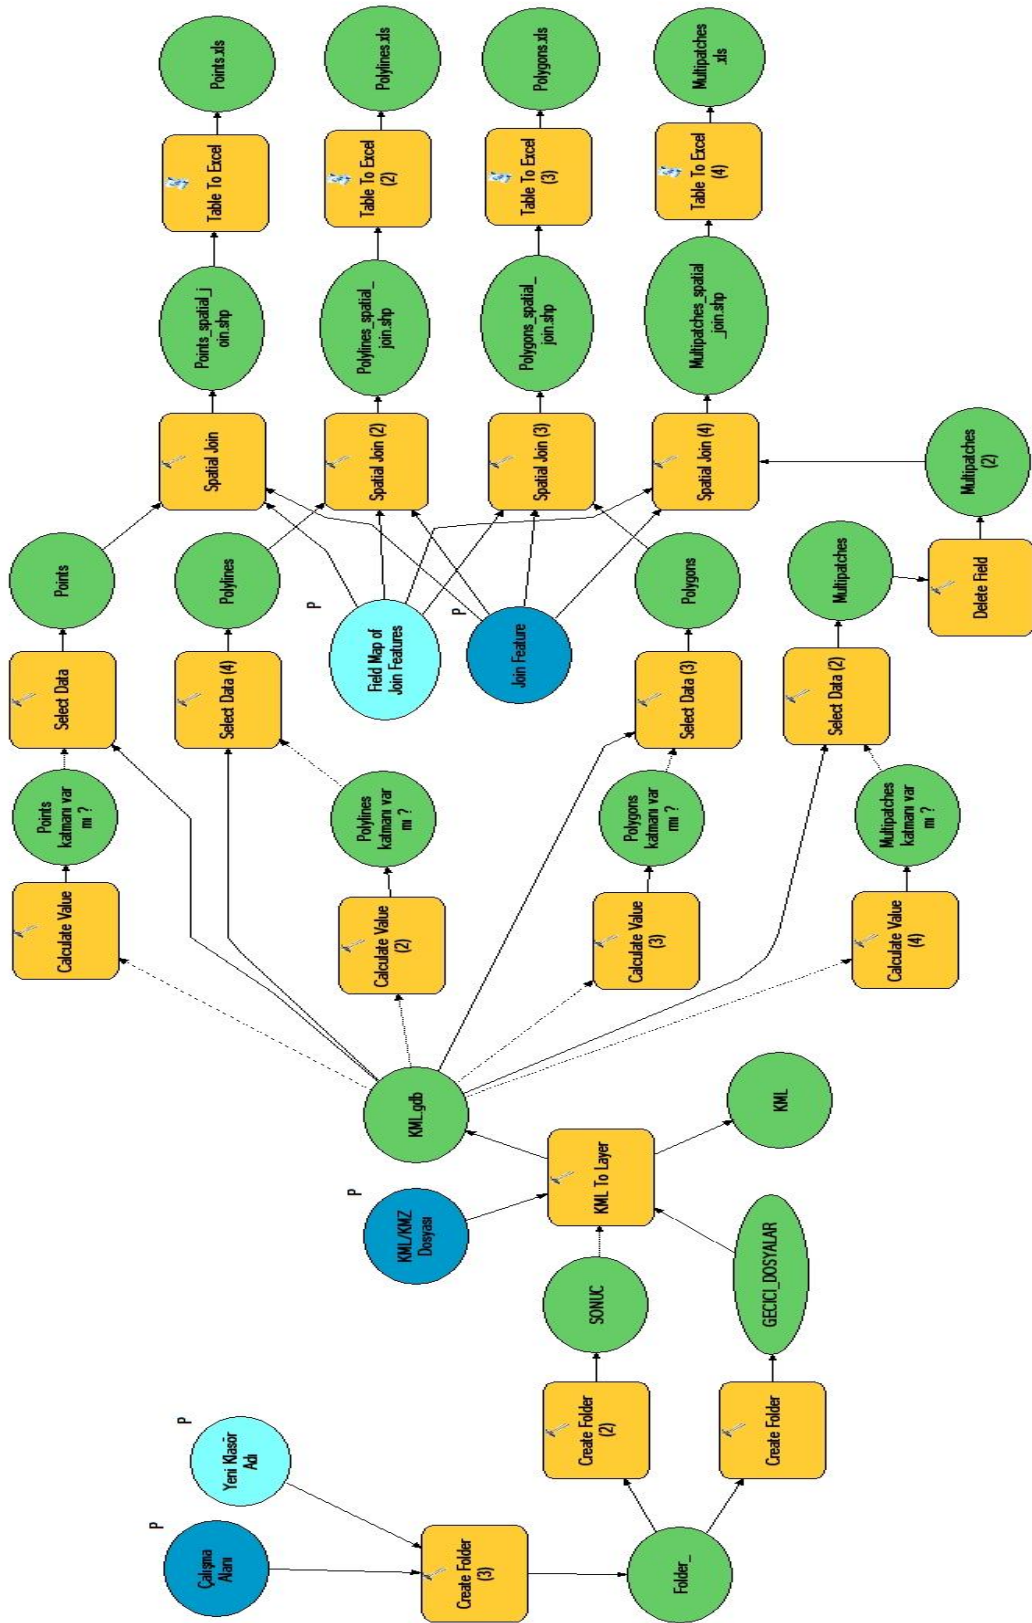 Çalışma
Alanı
P
Yeni Klasör
Adı
P
Create Folder
(3)
Folder_
Create Folder
(2)
Create Folder
SONUC
GECICI_DOSYALAR
KML/KMZ
Dosyası
P
KML To Layer
KML.gdb
KML
Calculate Value
Points
katmanı var
mı ?
Select Data
Points
Calculate Value
(2)
Polylines
katmanı var
mı ?
Select Data (4)
Polylines
Field Map of
Join Features
P
Join Feature
P
Calculate Value
(3)
Polygons
katmanı var
mı ?
Select Data (3)
Polygons
Calculate Value
(4)
Multipatches
katmanı var
mı ?
Select Data (2)
Multipatches
Delete Field
Multipatches
(2)
Spatial Join
Points_spatial_j
oin.shp
Table To Excel
Points.xls
Spatial Join (2)
Polylines_spatial_
join.shp
Table To Excel
(2)
Polylines.xls
Spatial Join (3)
Polygons_spatial_
join.shp
Table To Excel
(3)
Polygons.xls
Spatial Join (4)
Multipatches_spatial
_join.shp
Table To Excel
(4)
Multipatches
.xls